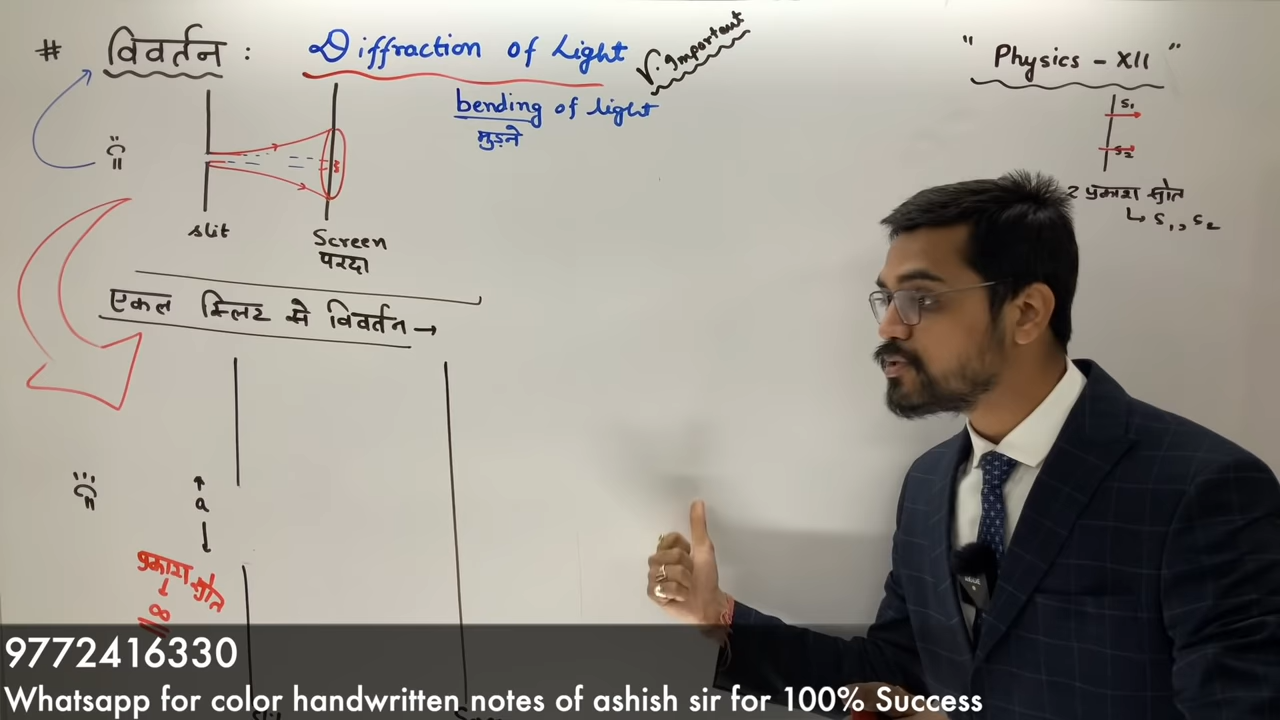 # विवर्तन : Diffraction of Light V. Important
bending of light
मुड़ने
slit
Screen
परदा
एकल स्लिट से विवर्तन →
a
प्रकाश स्रोत
↓
∞
" Physics - XII "
S₁
S₂
2 प्रकाश स्रोत
↳ S₁, S₂
9772416330
Whatsapp for color handwritten notes of ashish sir for 100% Success